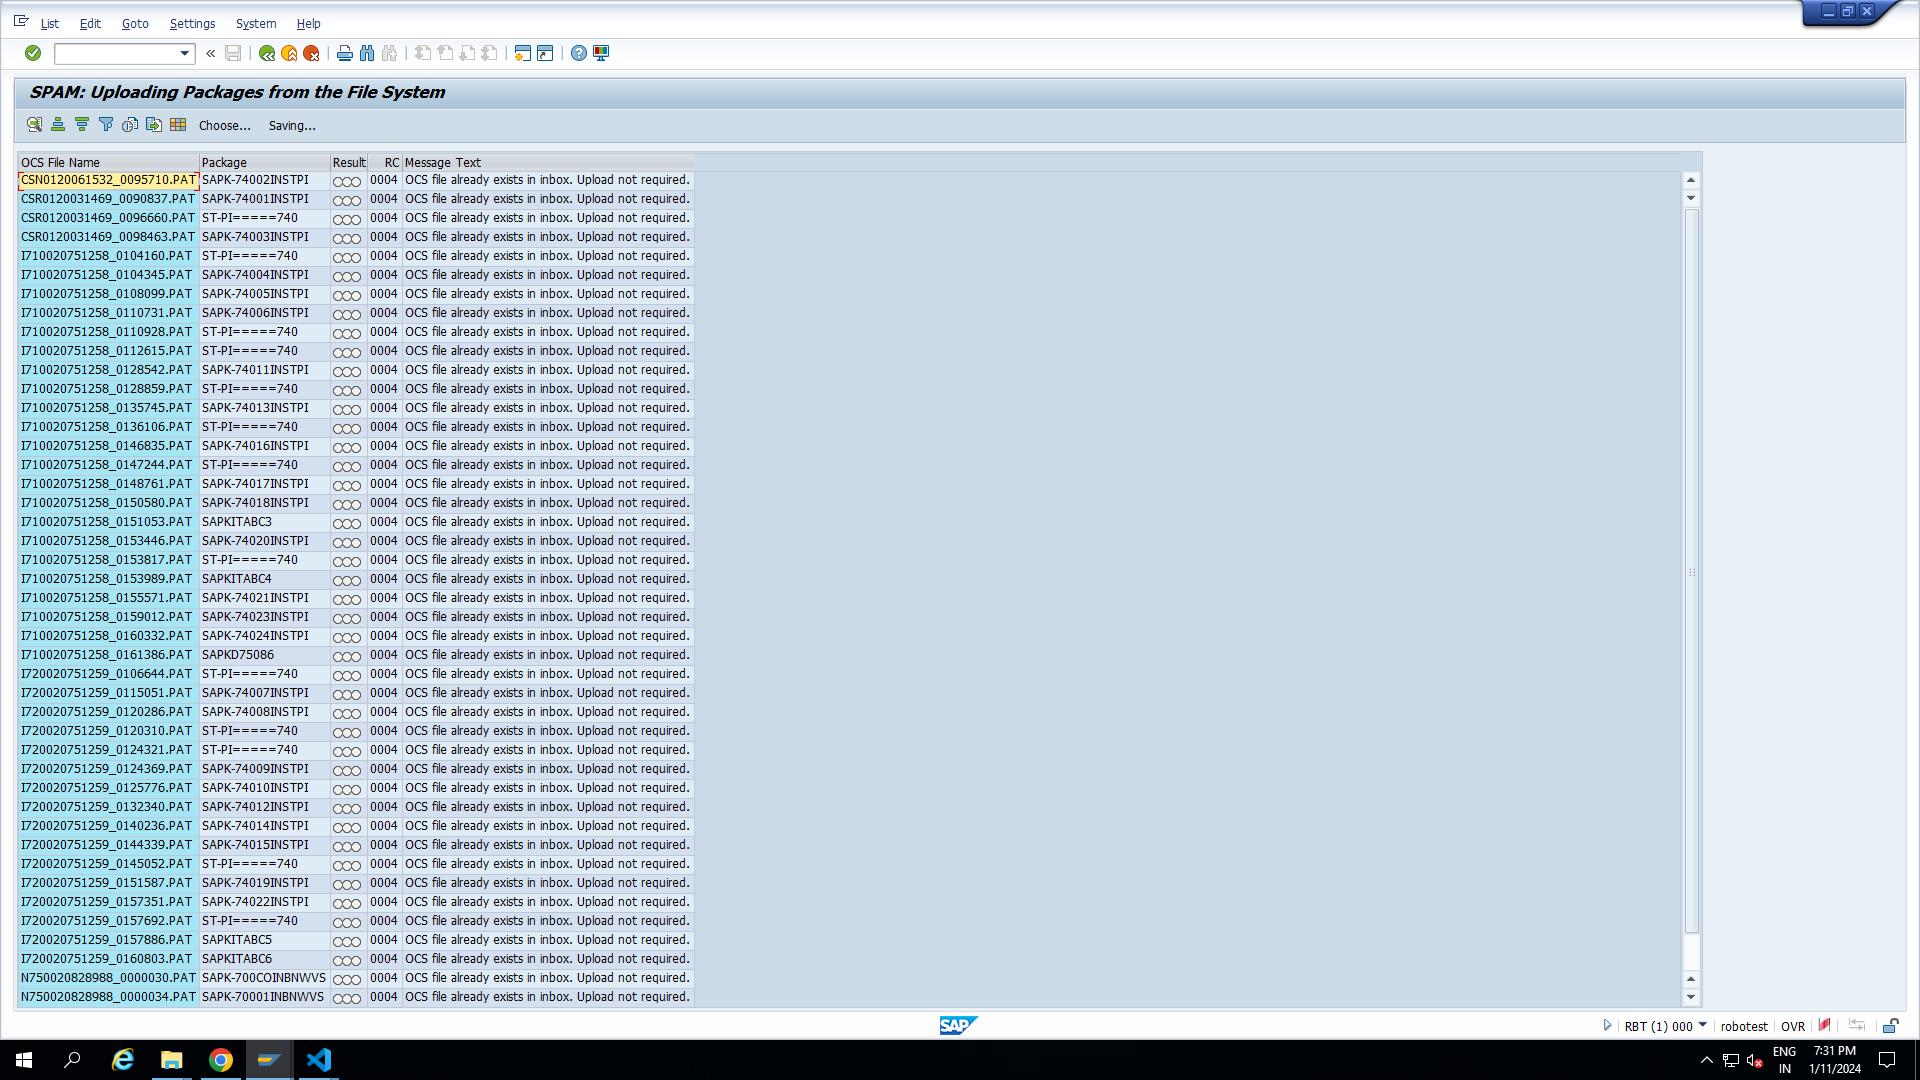 List Edit Goto Settings System Help
SPAM: Uploading Packages from the File System
Choose... Saving...
OCS File Name Package Result RC Message Text
CSN0120061532_0095710.PAT SAPK-74002INSTPI 0004 OCS file already exists in inbox. Upload not required.
CSR0120031469_0090837.PAT SAPK-74001INSTPI 0004 OCS file already exists in inbox. Upload not required.
CSR0120031469_0096660.PAT ST-PI=====740 0004 OCS file already exists in inbox. Upload not required.
CSR0120031469_0098463.PAT SAPK-74003INSTPI 0004 OCS file already exists in inbox. Upload not required.
I710020751258_0104160.PAT ST-PI=====740 0004 OCS file already exists in inbox. Upload not required.
I710020751258_0104345.PAT SAPK-74004INSTPI 0004 OCS file already exists in inbox. Upload not required.
I710020751258_0108099.PAT SAPK-74005INSTPI 0004 OCS file already exists in inbox. Upload not required.
I710020751258_0110731.PAT SAPK-74006INSTPI 0004 OCS file already exists in inbox. Upload not required.
I710020751258_0110928.PAT ST-PI=====740 0004 OCS file already exists in inbox. Upload not required.
I710020751258_0112615.PAT ST-PI=====740 0004 OCS file already exists in inbox. Upload not required.
I710020751258_0128542.PAT SAPK-74011INSTPI 0004 OCS file already exists in inbox. Upload not required.
I710020751258_0128859.PAT ST-PI=====740 0004 OCS file already exists in inbox. Upload not required.
I710020751258_0135745.PAT SAPK-74013INSTPI 0004 OCS file already exists in inbox. Upload not required.
I710020751258_0136106.PAT ST-PI=====740 0004 OCS file already exists in inbox. Upload not required.
I710020751258_0146835.PAT SAPK-74016INSTPI 0004 OCS file already exists in inbox. Upload not required.
I710020751258_0147244.PAT ST-PI=====740 0004 OCS file already exists in inbox. Upload not required.
I710020751258_0148761.PAT SAPK-74017INSTPI 0004 OCS file already exists in inbox. Upload not required.
I710020751258_0150580.PAT SAPK-74018INSTPI 0004 OCS file already exists in inbox. Upload not required.
I710020751258_0151053.PAT SAPKITABC3 0004 OCS file already exists in inbox. Upload not required.
I710020751258_0153446.PAT SAPK-74020INSTPI 0004 OCS file already exists in inbox. Upload not required.
I710020751258_0153817.PAT ST-PI=====740 0004 OCS file already exists in inbox. Upload not required.
I710020751258_0153989.PAT SAPKITABC4 0004 OCS file already exists in inbox. Upload not required.
I710020751258_0155571.PAT SAPK-74021INSTPI 0004 OCS file already exists in inbox. Upload not required.
I710020751258_0159012.PAT SAPK-74023INSTPI 0004 OCS file already exists in inbox. Upload not required.
I710020751258_0160332.PAT SAPK-74024INSTPI 0004 OCS file already exists in inbox. Upload not required.
I710020751258_0161386.PAT SAPKD75086 0004 OCS file already exists in inbox. Upload not required.
I720020751259_0106644.PAT ST-PI=====740 0004 OCS file already exists in inbox. Upload not required.
I720020751259_0115051.PAT SAPK-74007INSTPI 0004 OCS file already exists in inbox. Upload not required.
I720020751259_0120286.PAT SAPK-74008INSTPI 0004 OCS file already exists in inbox. Upload not required.
I720020751259_0120310.PAT ST-PI=====740 0004 OCS file already exists in inbox. Upload not required.
I720020751259_0124321.PAT ST-PI=====740 0004 OCS file already exists in inbox. Upload not required.
I720020751259_0124369.PAT SAPK-74009INSTPI 0004 OCS file already exists in inbox. Upload not required.
I720020751259_0125776.PAT SAPK-74010INSTPI 0004 OCS file already exists in inbox. Upload not required.
I720020751259_0132340.PAT SAPK-74012INSTPI 0004 OCS file already exists in inbox. Upload not required.
I720020751259_0140236.PAT SAPK-74014INSTPI 0004 OCS file already exists in inbox. Upload not required.
I720020751259_0144339.PAT SAPK-74015INSTPI 0004 OCS file already exists in inbox. Upload not required.
I720020751259_0145052.PAT ST-PI=====740 0004 OCS file already exists in inbox. Upload not required.
I720020751259_0151587.PAT SAPK-74019INSTPI 0004 OCS file already exists in inbox. Upload not required.
I720020751259_0157351.PAT SAPK-74022INSTPI 0004 OCS file already exists in inbox. Upload not required.
I720020751259_0157692.PAT ST-PI=====740 0004 OCS file already exists in inbox. Upload not required.
I720020751259_0157886.PAT SAPKITABC5 0004 OCS file already exists in inbox. Upload not required.
I720020751259_0160803.PAT SAPKITABC6 0004 OCS file already exists in inbox. Upload not required.
N750020828988_0000030.PAT SAPK-700COINBNWVS 0004 OCS file already exists in inbox. Upload not required.
N750020828988_0000034.PAT SAPK-70001INBNWVS 0004 OCS file already exists in inbox. Upload not required.
SAP RBT (1) 000 robotest OVR
ENG 7:31 PM
IN 1/11/2024